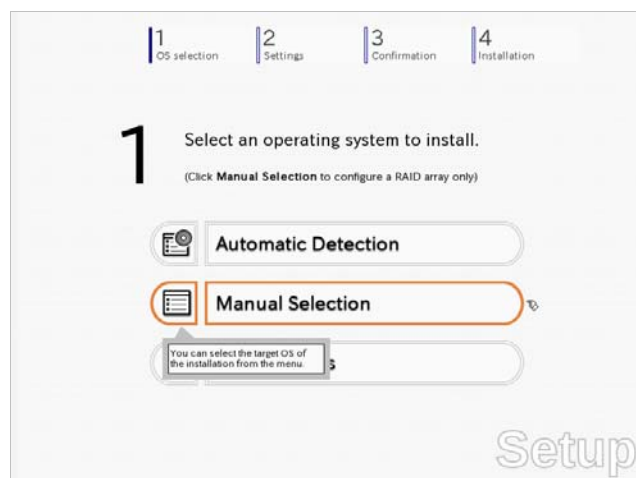 1
OS selection
2
Settings
3
Confirmation
4
Installation
1
Select an operating system to install.
(Click Manual Selection to configure a RAID array only)
Automatic Detection
Manual Selection
You can select the target OS of
the installation from the menu.
Setup